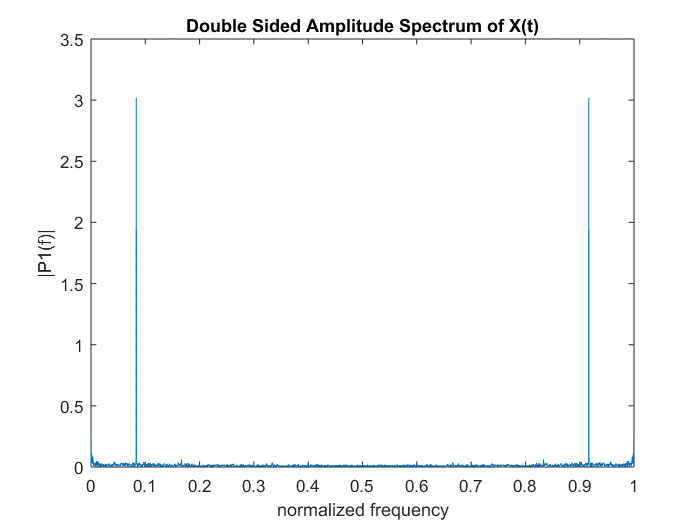 Double Sided Amplitude Spectrum of X(t)
3.5
3
2.5
2
1.5
1
0.5
0
|P1(f)|
0 0.1 0.2 0.3 0.4 0.5 0.6 0.7 0.8 0.9 1
normalized frequency